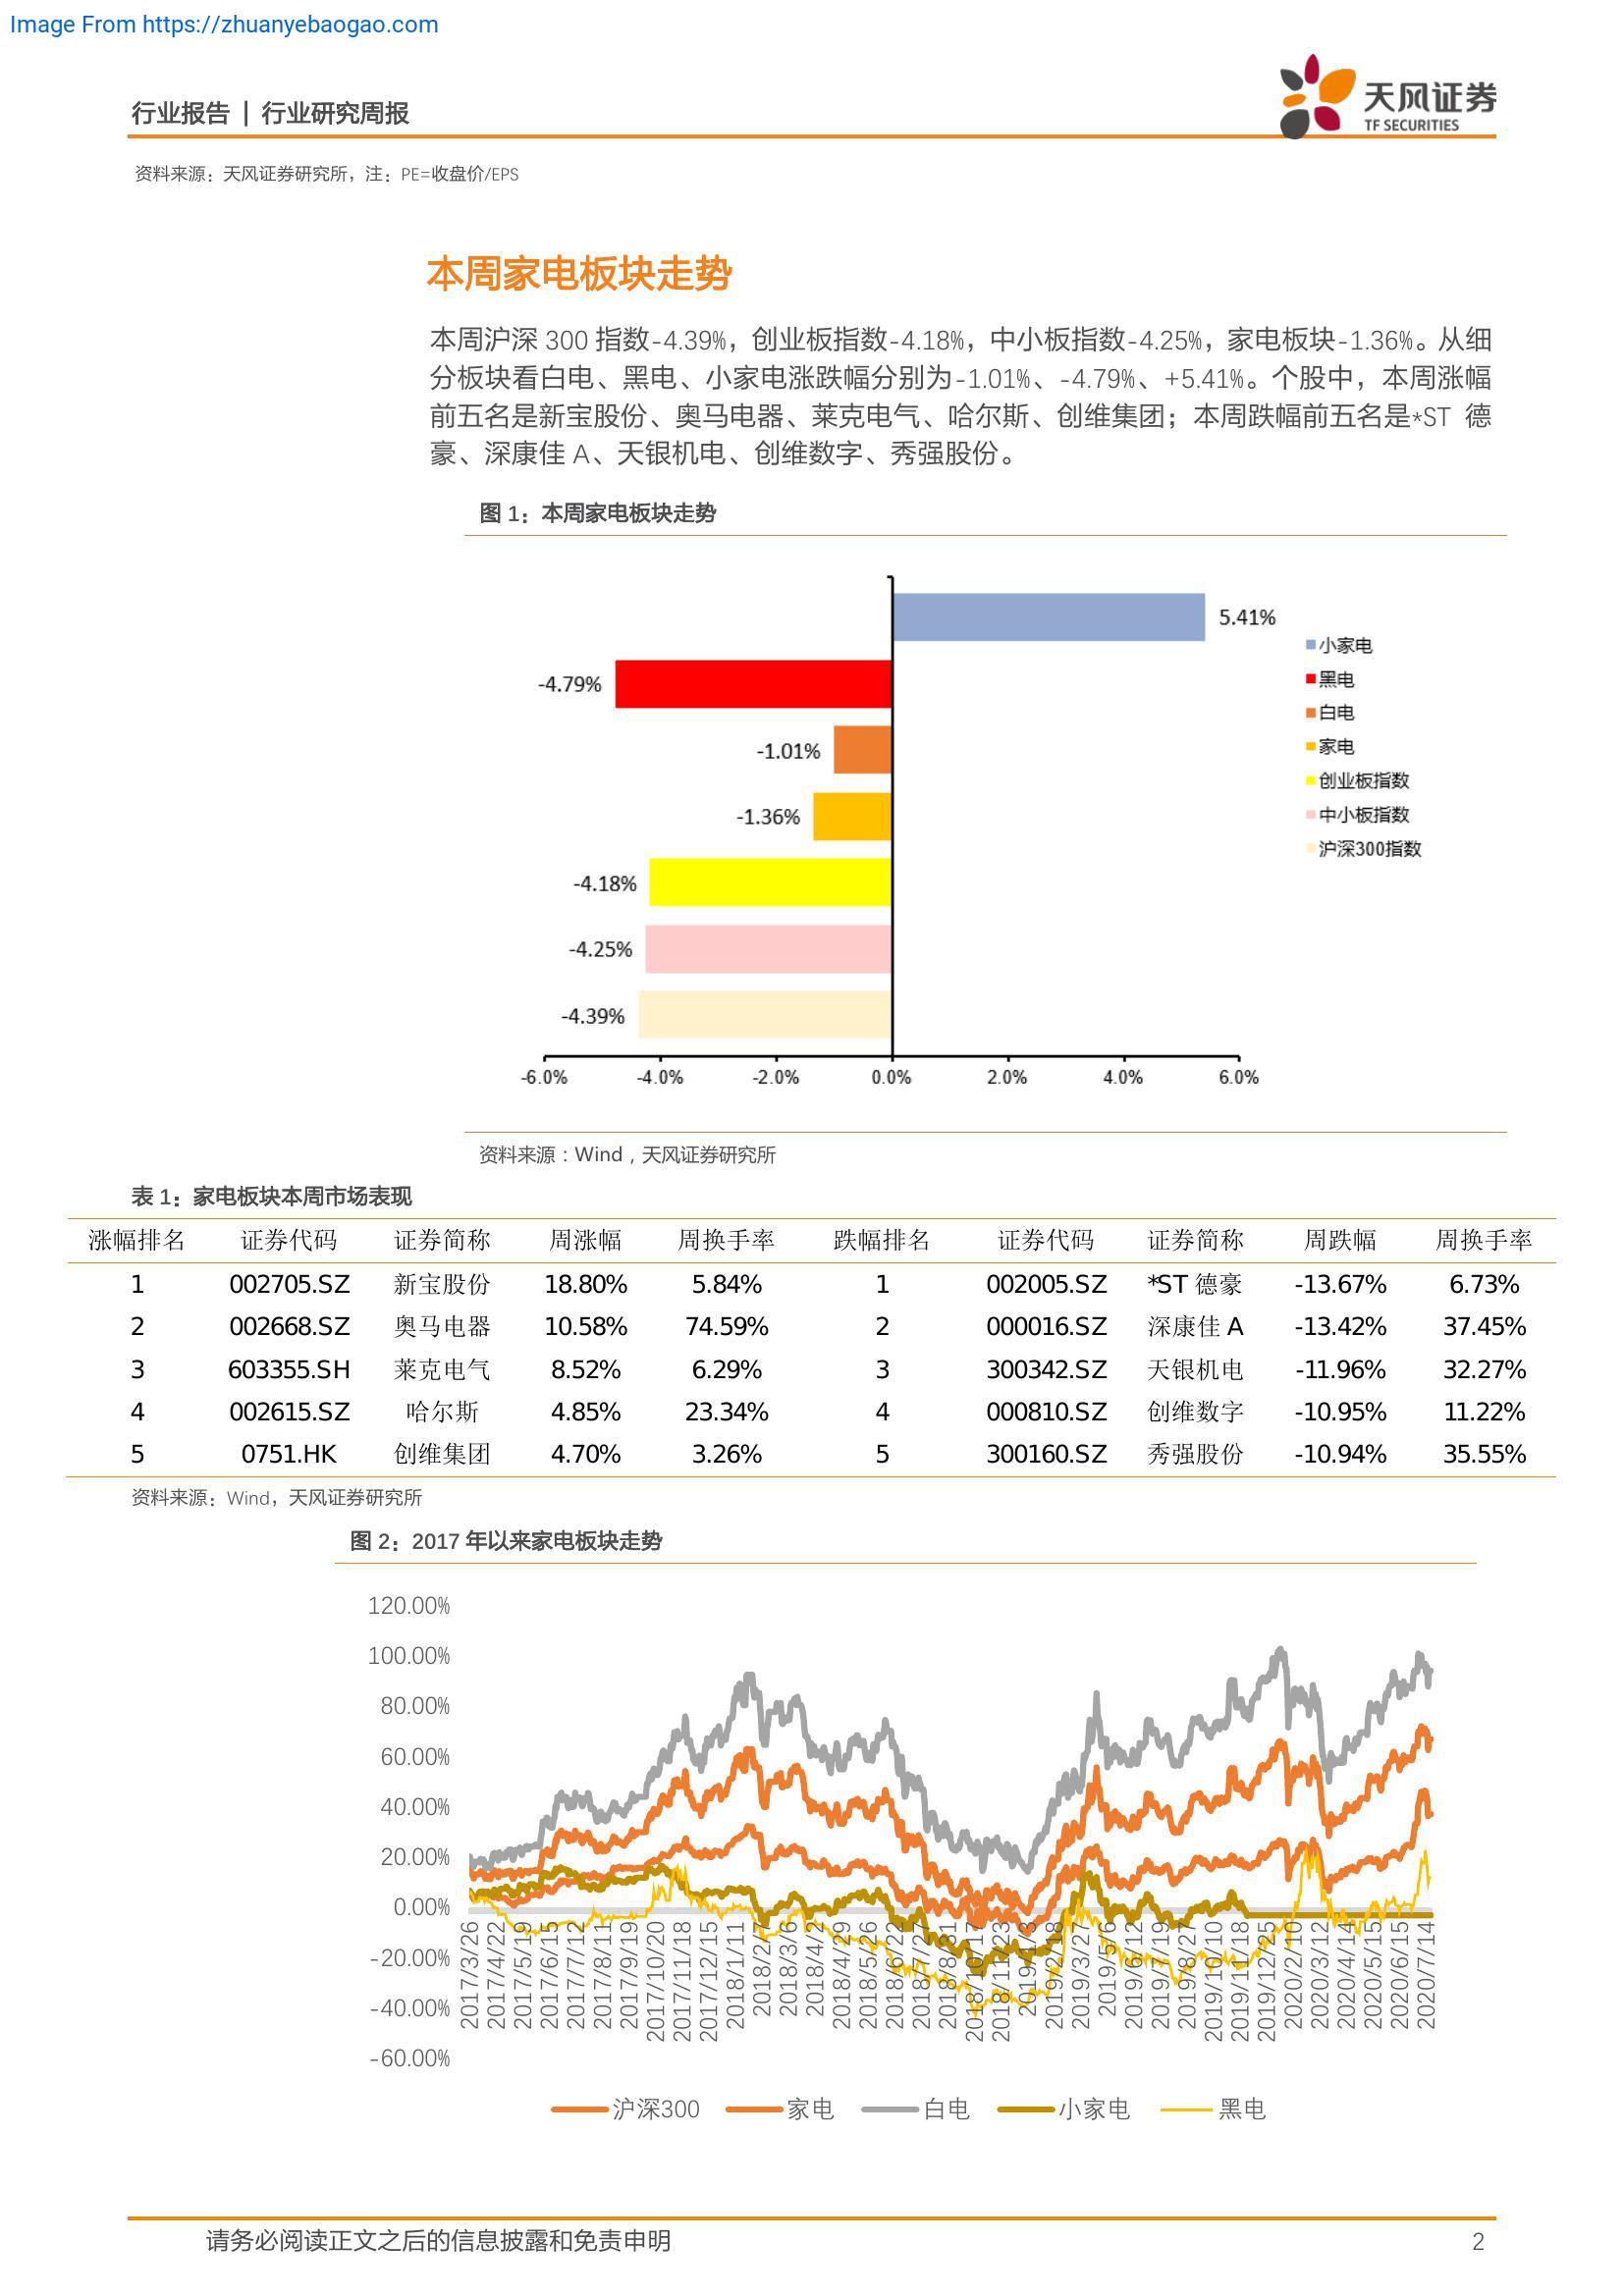 Image From https://zhuanyebaogao.com
行业报告 | 行业研究周报
天风证券
TF SECURITIES
资料来源：天风证券研究所，注：PE=收盘价/EPS
本周家电板块走势
本周沪深 300 指数-4.39%，创业板指数-4.18%，中小板指数-4.25%，家电板块-1.36%。从细
分板块看白电、黑电、小家电涨跌幅分别为-1.01%、-4.79%、+5.41%。个股中，本周涨幅
前五名是新宝股份、奥马电器、莱克电气、哈尔斯、创维集团；本周跌幅前五名是*ST 德
豪、深康佳 A、天银机电、创维数字、秀强股份。
图 1：本周家电板块走势
5.41%
-4.79%
-1.01%
-1.36%
-4.18%
-4.25%
-4.39%
小家电
黑电
白电
家电
创业板指数
中小板指数
沪深300指数
-6.0% -4.0% -2.0% 0.0% 2.0% 4.0% 6.0%
资料来源：Wind，天风证券研究所
表 1：家电板块本周市场表现
涨幅排名 证券代码 证券简称 周涨幅 周换手率 跌幅排名 证券代码 证券简称 周跌幅 周换手率
1 002705.SZ 新宝股份 18.80% 5.84% 1 002005.SZ *ST 德豪 -13.67% 6.73%
2 002668.SZ 奥马电器 10.58% 74.59% 2 000016.SZ 深康佳 A -13.42% 37.45%
3 603355.SH 莱克电气 8.52% 6.29% 3 300342.SZ 天银机电 -11.96% 32.27%
4 002615.SZ 哈尔斯 4.85% 23.34% 4 000810.SZ 创维数字 -10.95% 11.22%
5 0751.HK 创维集团 4.70% 3.26% 5 300160.SZ 秀强股份 -10.94% 35.55%
资料来源：Wind，天风证券研究所
图 2：2017 年以来家电板块走势
120.00%
100.00%
80.00%
60.00%
40.00%
20.00%
0.00%
-20.00%
-40.00%
-60.00%
2017/3/26
2017/4/22
2017/5/19
2017/6/15
2017/7/12
2017/8/11
2017/9/19
2017/10/20
2017/11/18
2017/12/15
2018/1/11
2018/2/7
2018/3/6
2018/4/2
2018/4/29
2018/5/26
2018/6/22
2018/7/27
2018/8/31
2018/11/23
2019/1/3
2019/2/8
2019/3/7
2019/5/6
2019/6/12
2019/7/19
2019/8/27
2019/10/10
2019/11/18
2019/12/25
2020/2/10
2020/3/12
2020/4/14
2020/5/15
2020/6/15
2020/7/14
沪深300 家电 白电 小家电 黑电
请务必阅读正文之后的信息披露和免责申明
2